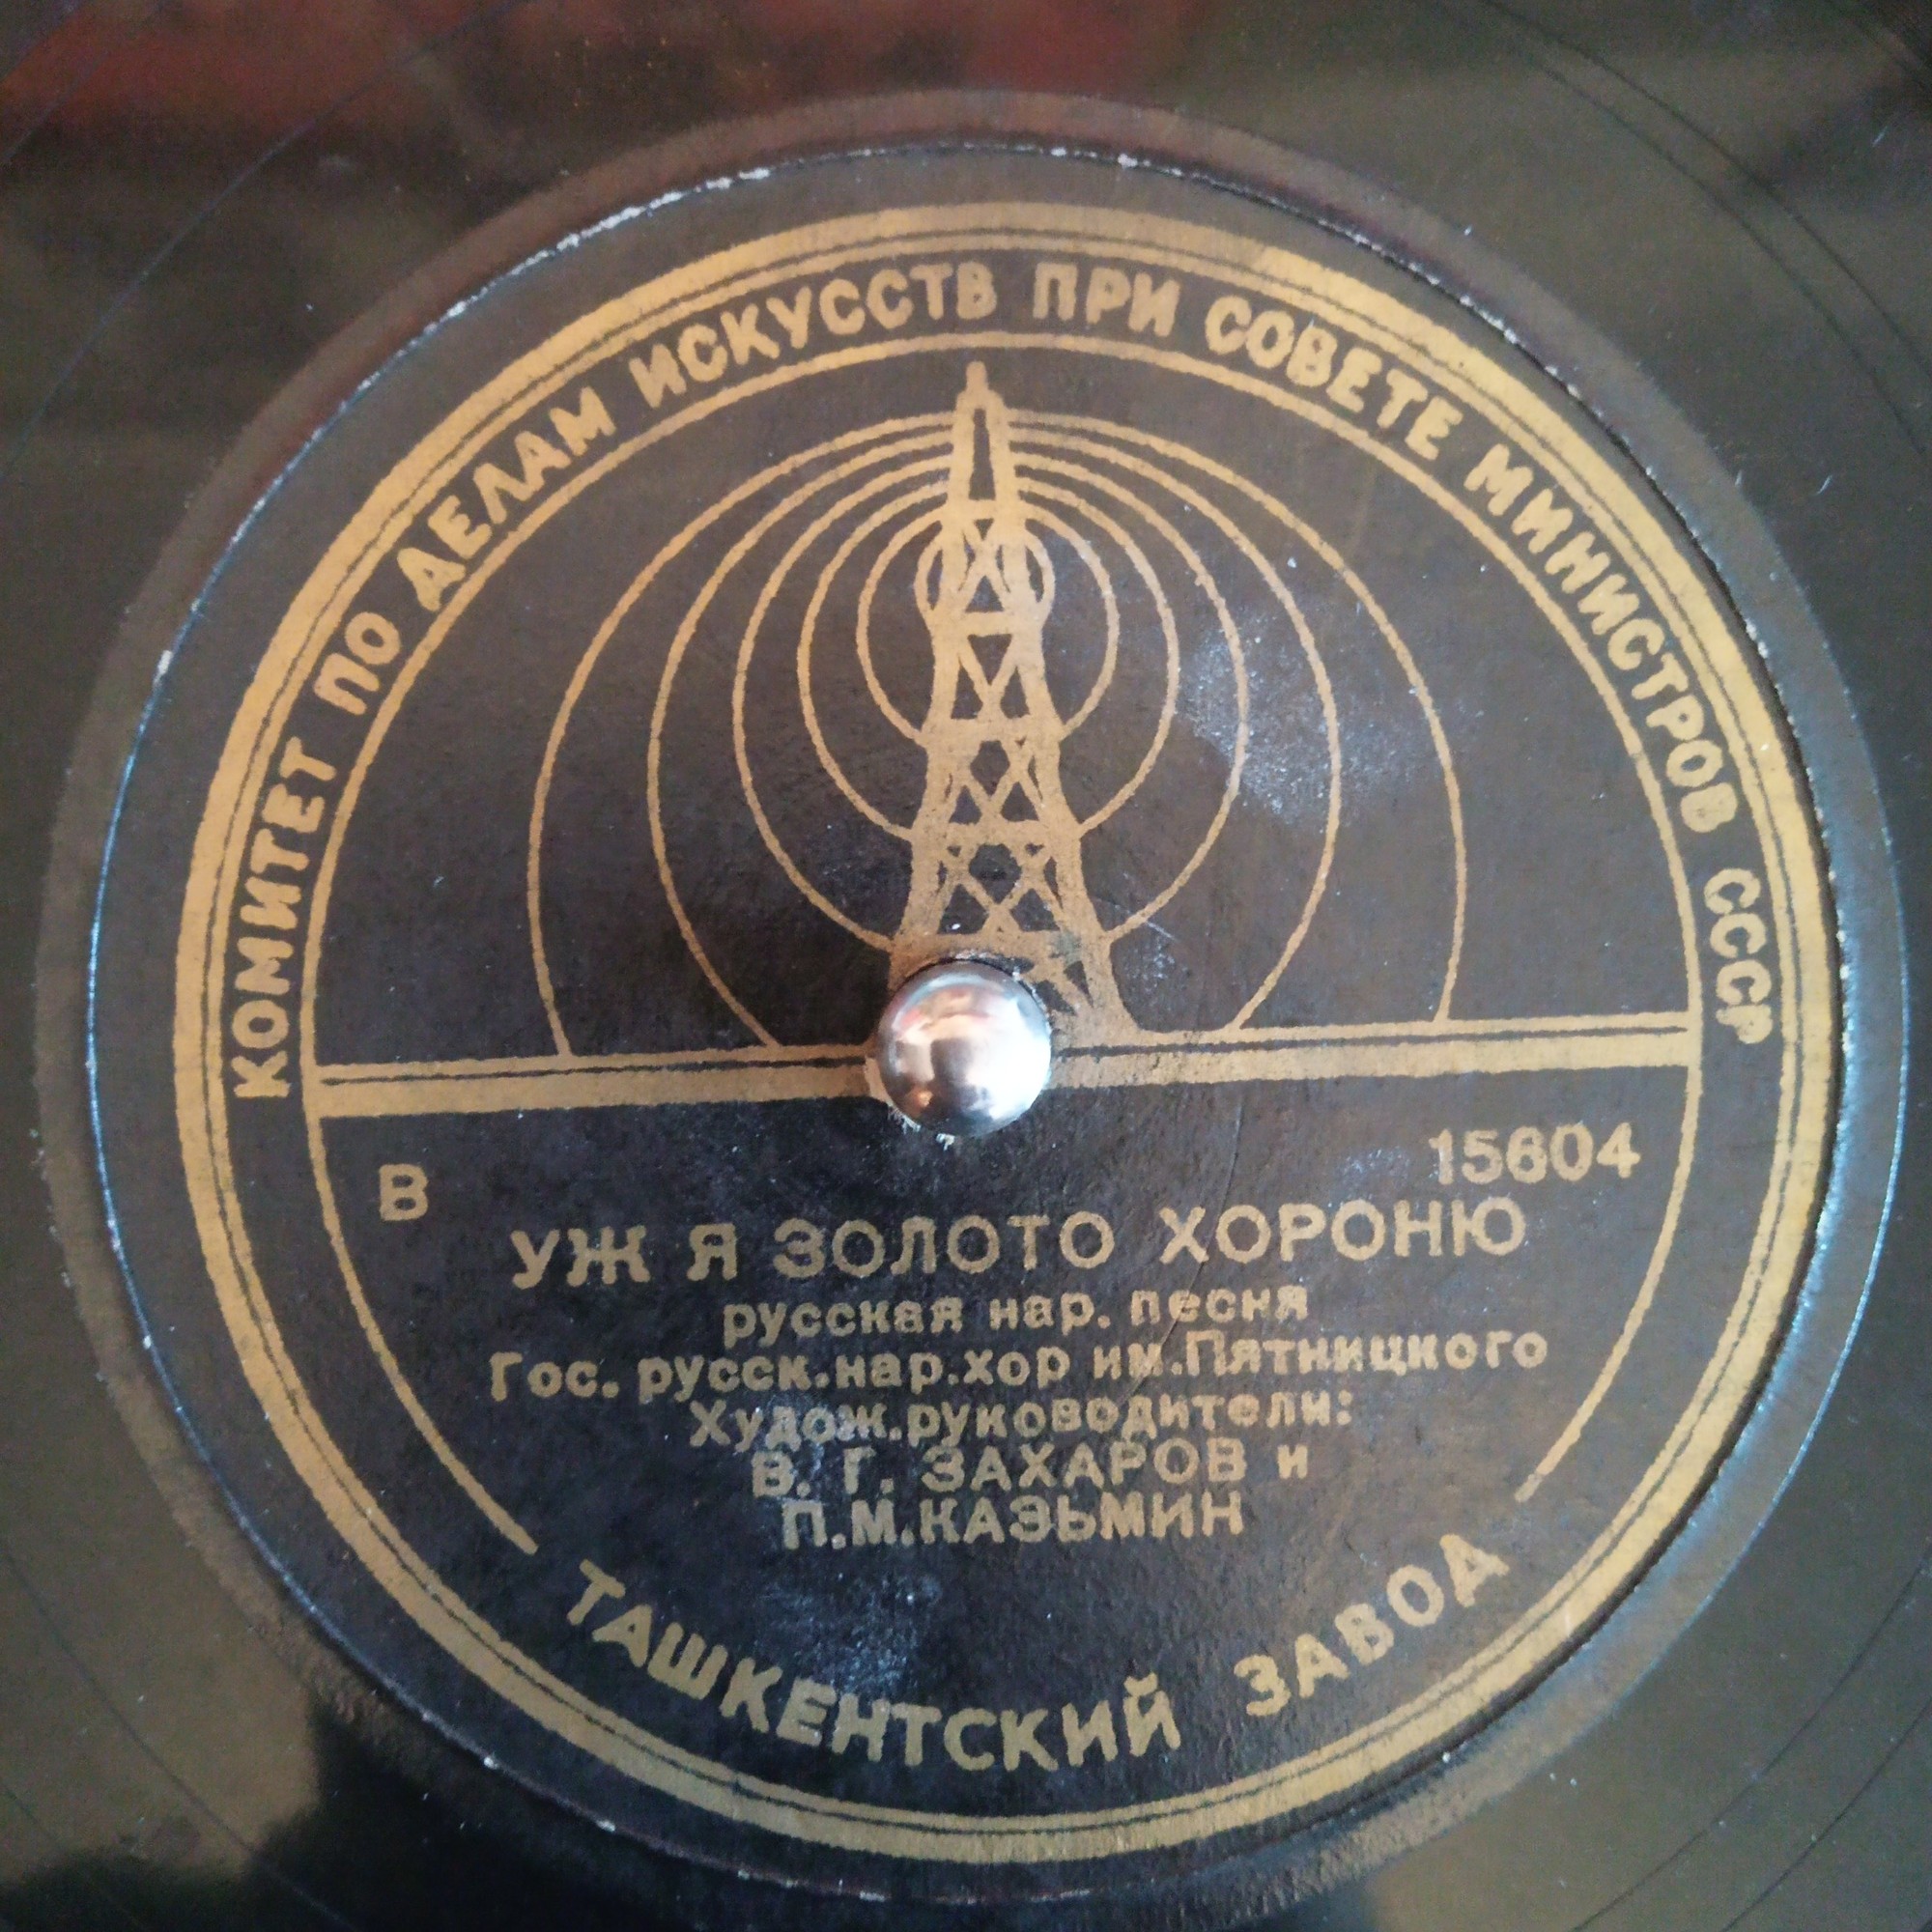 КОМИТЕТ ПО ДЕЛАМ ИСКУССТВ ПРИ СОВЕТЕ МИНИСТРОВ СССР
В 15604
УЖ Я ЗОЛОТО ХОРОНЮ
русская нар. песня
Гос. русск.нар.хор им.Пятницкого
Худож.руководители:
В. Г. ЗАХАРОВ и
П.М.КАЗЬМИН
ТАШКЕНТСКИЙ ЗАВОД